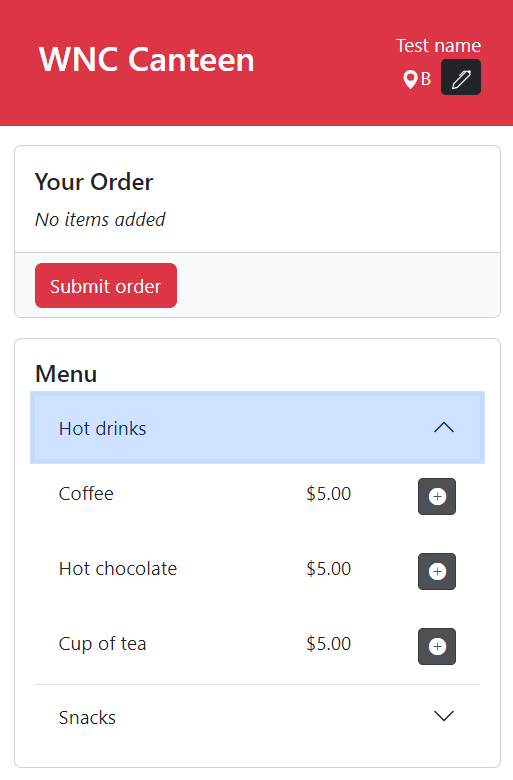 WNC Canteen
Test name
B
Your Order
No items added
Submit order
Menu
Hot drinks
Coffee $5.00
Hot chocolate $5.00
Cup of tea $5.00
Snacks